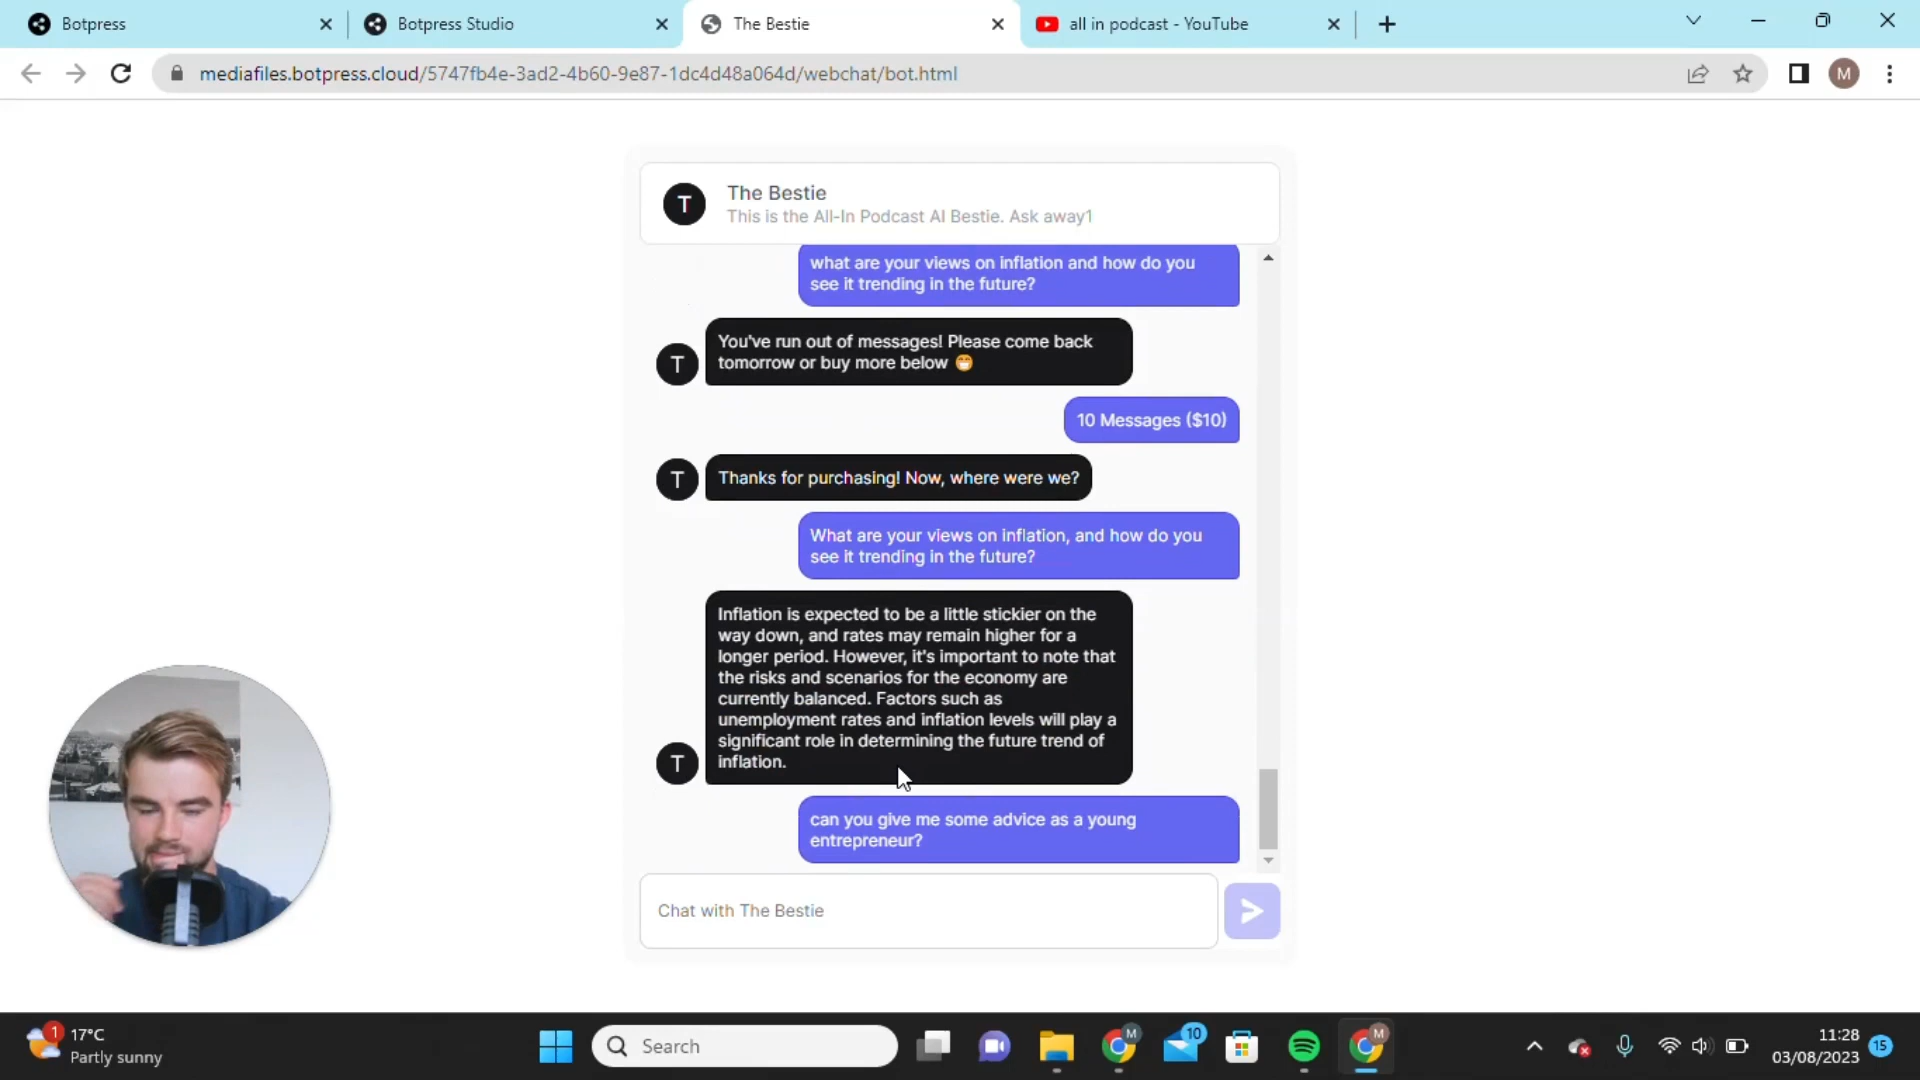 Botpress
Botpress Studio
The Bestie
all in podcast - YouTube
mediafiles.botpress.cloud/5747fb4e-3ad2-4b60-9e87-1dc4d48a064d/webchat/bot.html
M
T
The Bestie
This is the All-In Podcast AI Bestie. Ask away1
what are your views on inflation and how do you
see it trending in the future?
You've run out of messages! Please come back
tomorrow or buy more below 😁
T
10 Messages ($10)
Thanks for purchasing! Now, where were we?
T
What are your views on inflation, and how do you
see it trending in the future?
Inflation is expected to be a little stickier on the
way down, and rates may remain higher for a
longer period. However, it's important to note that
the risks and scenarios for the economy are
currently balanced. Factors such as
unemployment rates and inflation levels will play a
significant role in determining the future trend of
inflation.
T
can you give me some advice as a young
entrepreneur?
Chat with The Bestie
1
17°C
Partly sunny
Search
M
10
M
11:28
03/08/2023
15